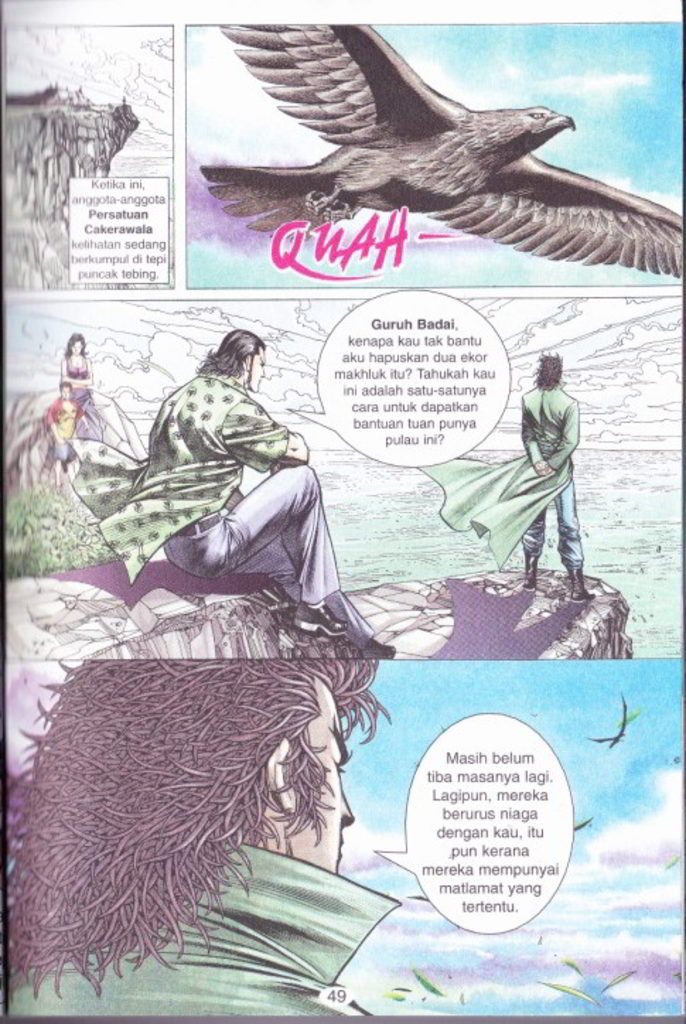 Ketika ini,
anggota-anggota
Persatuan
Cakerawala
kelihatan sedang
berkumpul di tepi
puncak tebing.
QUAH
Guruh Badai,
kenapa kau tak bantu
aku hapuskan dua ekor
makhluk itu? Tahukah kau
ini adalah satu-satunya
cara untuk dapatkan
bantuan tuan punya
pulau ini?
Masih belum
tiba masanya lagi.
Lagipun, mereka
berurus niaga
dengan kau, itu
pun kerana
mereka mempunyai
matlamat yang
tertentu.
49